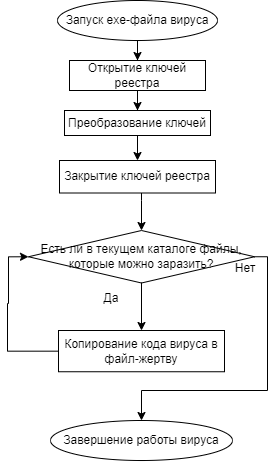 Запуск exe-файла вируса
Открытие ключей
реестра
Преобразование ключей
Закрытие ключей реестра
Есть ли в текущем каталоге файлы,
которые можно заразить?
Нет
Да
Копирование кода вируса в
файл-жертву
Завершение работы вируса